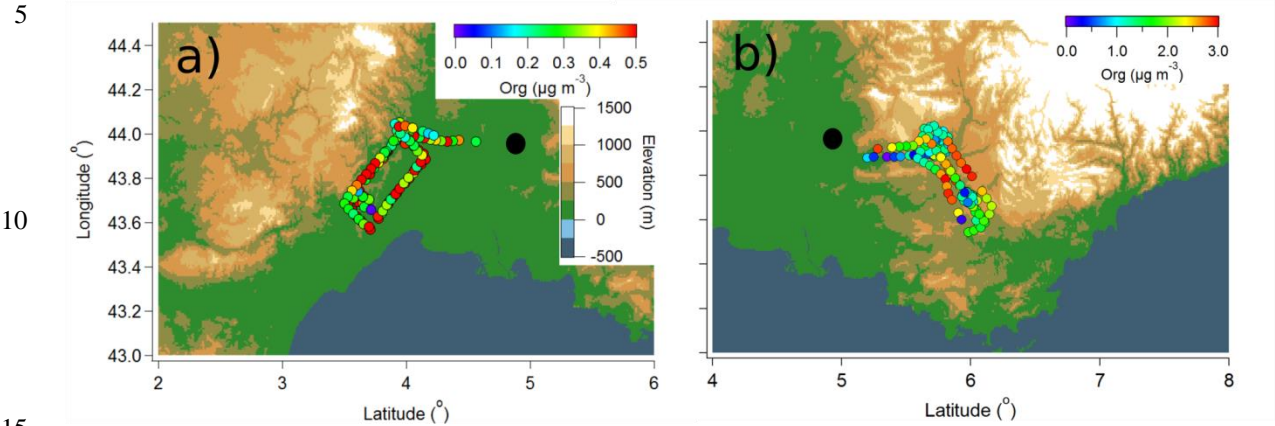 5
10
15
a)
44.4
44.2
44.0
43.8
43.6
43.4
43.2
43.0
Longitude (°)
2 3 4 5 6
Latitude (°)
0.0 0.1 0.2 0.3 0.4 0.5
Org (µg m⁻³)
1500
1000
500
0
-500
Elevation (m)
b)
0.0 1.0 2.0 3.0
Org (µg m⁻³)
4 5 6 7 8
Latitude (°)